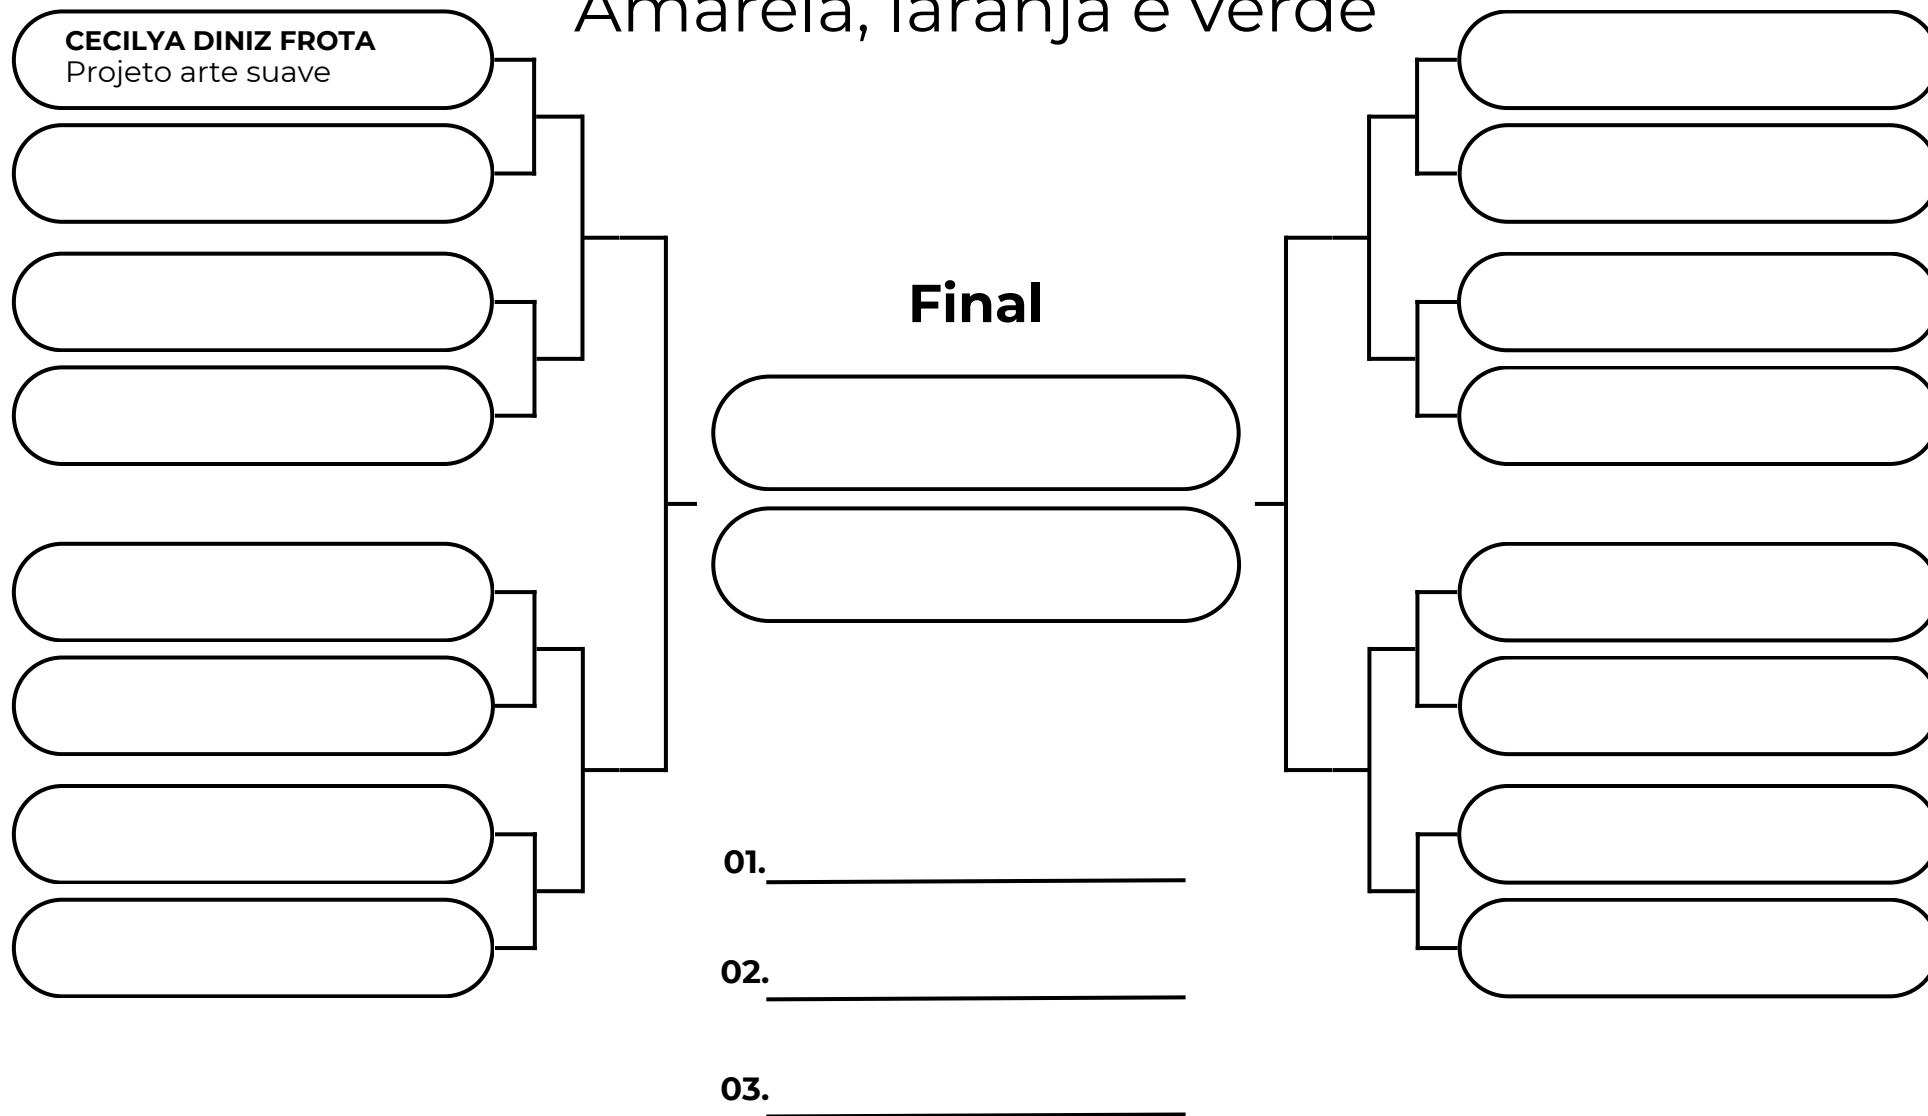 Amarela, laranja e verde
CECILYA DINIZ FROTA
Projeto arte suave
Final
01.
02.
03.